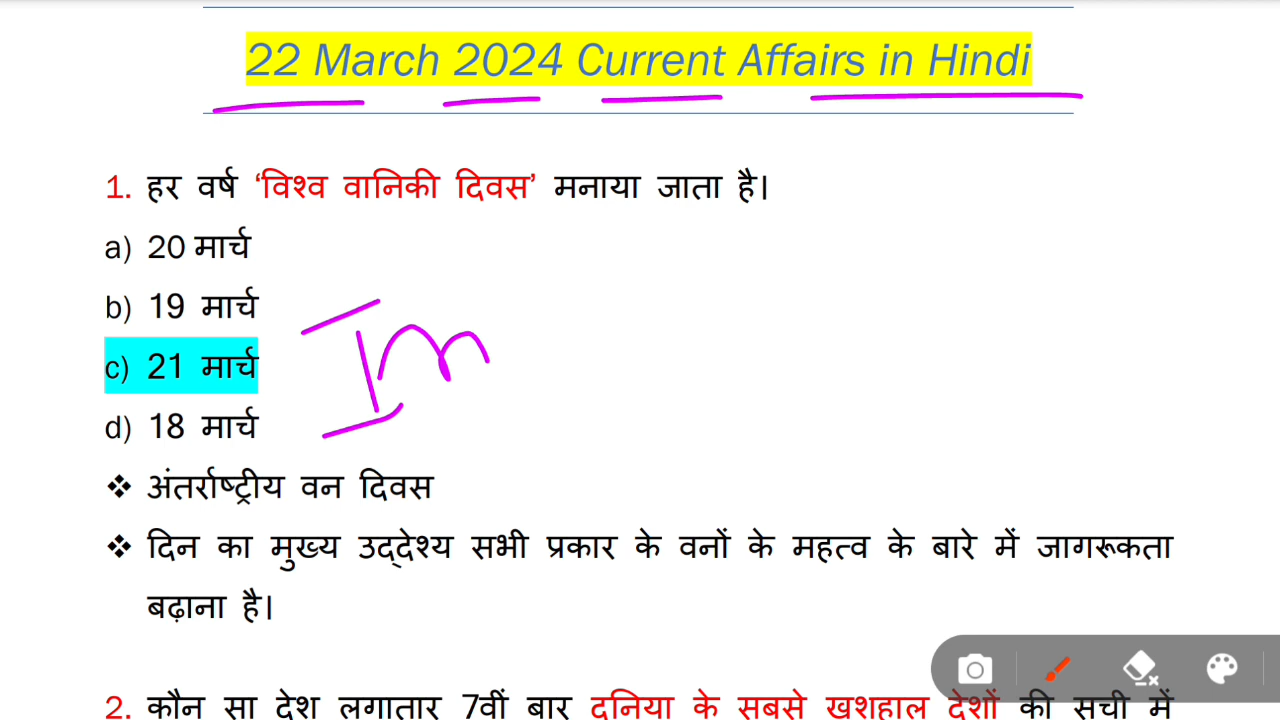 22 March 2024 Current Affairs in Hindi
1. हर वर्ष ‘विश्व वानिकी दिवस’ मनाया जाता है।
a) 20 मार्च
b) 19 मार्च
c) 21 मार्च
Im
d) 18 मार्च
❖ अंतर्राष्ट्रीय वन दिवस
❖ दिन का मुख्य उद्देश्य सभी प्रकार के वनों के महत्व के बारे में जागरूकता
बढ़ाना है।
2. कौन सा देश लगातार 7वीं बार दुनिया के सबसे खुशहाल देशों की सूची में